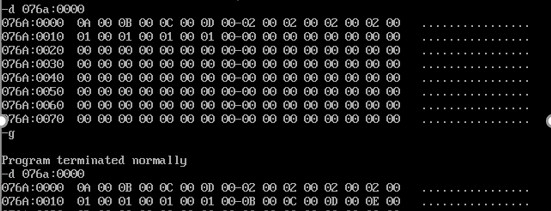 -d 076a:0000
076A:0000 0A 00 0B 00 0C 00 0D 00-02 00 02 00 02 00 02 00 ................
076A:0010 01 00 01 00 01 00 01 00-00 00 00 00 00 00 00 00 ................
076A:0020 00 00 00 00 00 00 00 00-00 00 00 00 00 00 00 00 ................
076A:0030 00 00 00 00 00 00 00 00-00 00 00 00 00 00 00 00 ................
076A:0040 00 00 00 00 00 00 00 00-00 00 00 00 00 00 00 00 ................
076A:0050 00 00 00 00 00 00 00 00-00 00 00 00 00 00 00 00 ................
076A:0060 00 00 00 00 00 00 00 00-00 00 00 00 00 00 00 00 ................
076A:0070 00 00 00 00 00 00 00 00-00 00 00 00 00 00 00 00 ................
-g
Program terminated normally
-d 076a:0000
076A:0000 0A 00 0B 00 0C 00 0D 00-02 00 02 00 02 00 02 00 ................
076A:0010 01 00 01 00 01 00 01 00-0B 00 0C 00 0D 00 0E 00 ................